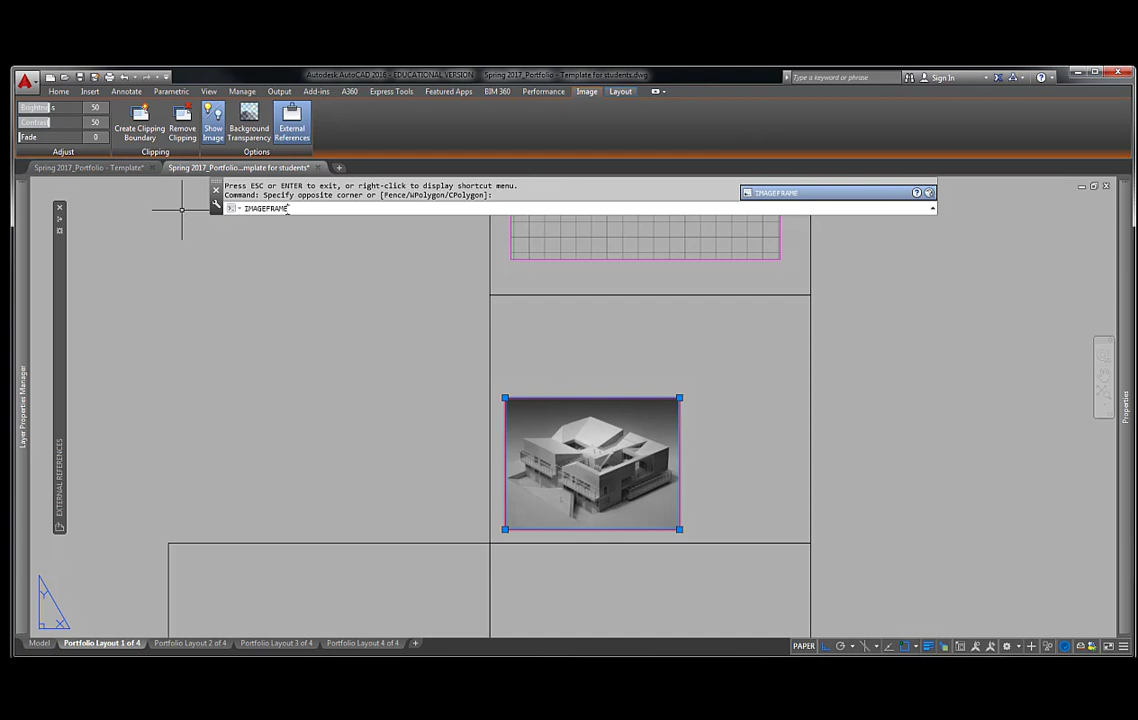 Autodesk AutoCAD 2016 - EDUCATIONAL VERSION Spring 2017_Portfolio - Template for students.dwg
Type a keyword or phrase
Sign In
Home Insert Annotate Parametric View Manage Output Add-ins A360 Express Tools Featured Apps BIM 360 Performance Image Layout
Brightness 50
Contrast 50
Fade 0
Create Clipping Boundary
Remove Clipping
Show Image
Background Transparency
External References
Adjust Clipping Options
Spring 2017_Portfolio - Template*
Spring 2017_Portfolio...mplate for students*
Press ESC or ENTER to exit, or right-click to display shortcut menu.
Command: Specify opposite corner or [Fence/WPolygon/CPolygon]:
IMAGEFRAME
IMAGEFRAME
Layer Properties Manager
EXTERNAL REFERENCES
Properties
Y
X
Model Portfolio Layout 1 of 4 Portfolio Layout 2 of 4 Portfolio Layout 3 of 4 Portfolio Layout 4 of 4
PAPER